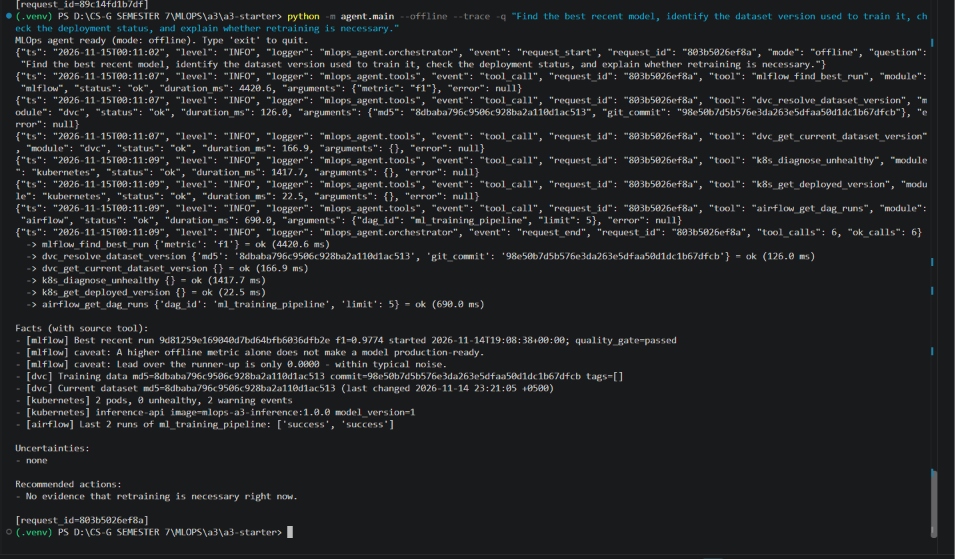 [request_id=89c14fd1b7df]
(.venv) PS D:\CS-G SEMESTER 7\MLOPS\a3\a3-starter> python -m agent.main --offline --trace -q "Find the best recent model, identify the dataset version used to train it, ch
eck the deployment status, and explain whether retraining is necessary."
MLOps agent ready (mode: offline). Type 'exit' to quit.
{"ts": "2026-11-15T00:11:02", "level": "INFO", "logger": "mlops_agent.orchestrator", "event": "request_start", "request_id": "803b5026ef8a", "mode": "offline", "question":
"Find the best recent model, identify the dataset version used to train it, check the deployment status, and explain whether retraining is necessary."}
{"ts": "2026-11-15T00:11:07", "level": "INFO", "logger": "mlops_agent.tools", "event": "tool_call", "request_id": "803b5026ef8a", "tool": "mlflow_find_best_run", "module":
"mlflow", "status": "ok", "duration_ms": 4420.6, "arguments": {"metric": "f1"}, "error": null}
{"ts": "2026-11-15T00:11:07", "level": "INFO", "logger": "mlops_agent.tools", "event": "tool_call", "request_id": "803b5026ef8a", "tool": "dvc_resolve_dataset_version", "m
odule": "dvc", "status": "ok", "duration_ms": 126.0, "arguments": {"md5": "8dbaba796c9506c928ba2a110d1ac513", "git_commit": "98e50b7d5b576e3da263e5dfaa50d1dc1b67dfcb"}, "e
rror": null}
{"ts": "2026-11-15T00:11:07", "level": "INFO", "logger": "mlops_agent.tools", "event": "tool_call", "request_id": "803b5026ef8a", "tool": "dvc_get_current_dataset_version"
, "module": "dvc", "status": "ok", "duration_ms": 166.9, "arguments": {}, "error": null}
{"ts": "2026-11-15T00:11:09", "level": "INFO", "logger": "mlops_agent.tools", "event": "tool_call", "request_id": "803b5026ef8a", "tool": "k8s_diagnose_unhealthy", "module
": "kubernetes", "status": "ok", "duration_ms": 1417.7, "arguments": {}, "error": null}
{"ts": "2026-11-15T00:11:09", "level": "INFO", "logger": "mlops_agent.tools", "event": "tool_call", "request_id": "803b5026ef8a", "tool": "k8s_get_deployed_version", "modu
le": "kubernetes", "status": "ok", "duration_ms": 22.5, "arguments": {}, "error": null}
{"ts": "2026-11-15T00:11:09", "level": "INFO", "logger": "mlops_agent.tools", "event": "tool_call", "request_id": "803b5026ef8a", "tool": "airflow_get_dag_runs", "module":
"airflow", "status": "ok", "duration_ms": 690.0, "arguments": {"dag_id": "ml_training_pipeline", "limit": 5}, "error": null}
{"ts": "2026-11-15T00:11:09", "level": "INFO", "logger": "mlops_agent.orchestrator", "event": "request_end", "request_id": "803b5026ef8a", "tool_calls": 6, "ok_calls": 6}
-> mlflow_find_best_run {'metric': 'f1'} = ok (4420.6 ms)
-> dvc_resolve_dataset_version {'md5': '8dbaba796c9506c928ba2a110d1ac513', 'git_commit': '98e50b7d5b576e3da263e5dfaa50d1dc1b67dfcb'} = ok (126.0 ms)
-> dvc_get_current_dataset_version {} = ok (166.9 ms)
-> k8s_diagnose_unhealthy {} = ok (1417.7 ms)
-> k8s_get_deployed_version {} = ok (22.5 ms)
-> airflow_get_dag_runs {'dag_id': 'ml_training_pipeline', 'limit': 5} = ok (690.0 ms)
Facts (with source tool):
- [mlflow] Best recent run 9d81259e169040d7bd64bfb6036dfb2e f1=0.9774 started 2026-11-14T19:08:38+00:00; quality_gate=passed
- [mlflow] caveat: A higher offline metric alone does not make a model production-ready.
- [mlflow] caveat: Lead over the runner-up is only 0.0000 - within typical noise.
- [dvc] Training data md5=8dbaba796c9506c928ba2a110d1ac513 commit=98e50b7d5b576e3da263e5dfaa50d1dc1b67dfcb tags=[]
- [dvc] Current dataset md5=8dbaba796c9506c928ba2a110d1ac513 (last changed 2026-11-14 23:21:05 +0500)
- [kubernetes] 2 pods, 0 unhealthy, 2 warning events
- [kubernetes] inference-api image=mlops-a3-inference:1.0.0 model_version=1
- [airflow] Last 2 runs of ml_training_pipeline: ['success', 'success']
Uncertainties:
- none
Recommended actions:
- No evidence that retraining is necessary right now.
[request_id=803b5026ef8a]
(.venv) PS D:\CS-G SEMESTER 7\MLOPS\a3\a3-starter>